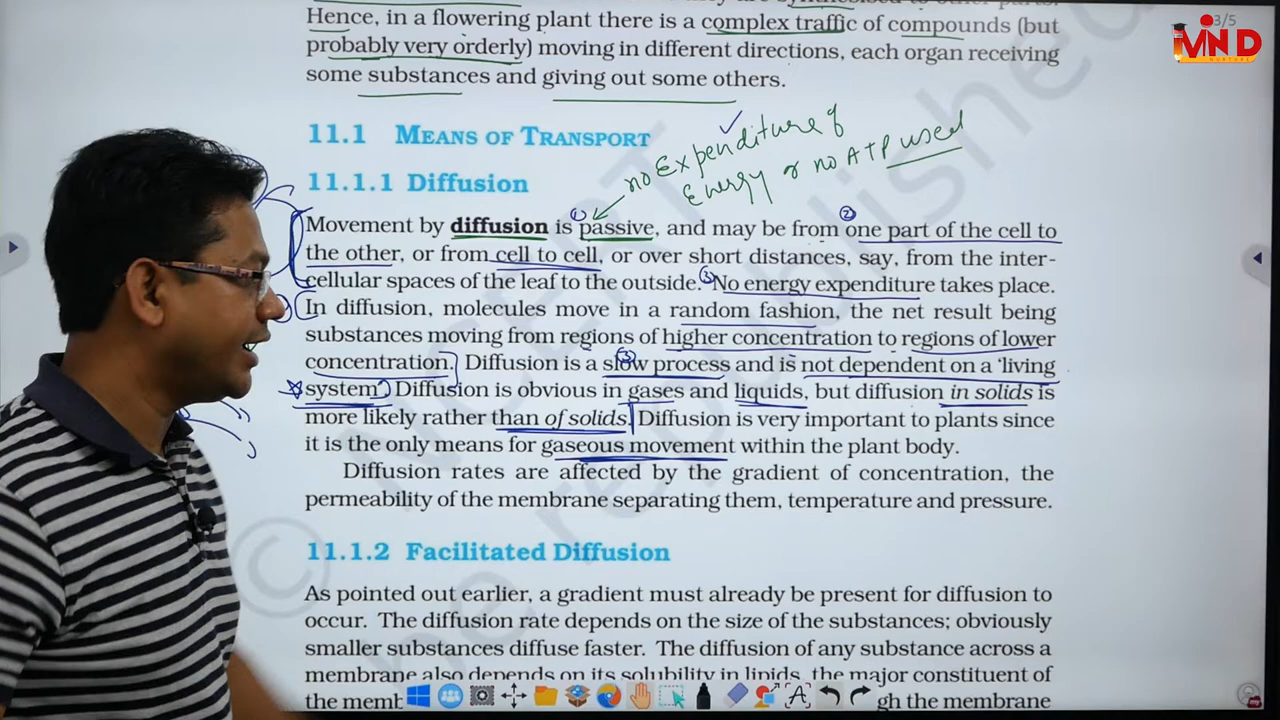 Hence, in a flowering plant there is a complex traffic of compounds (but
probably very orderly) moving in different directions, each organ receiving
some substances and giving out some others.
3/5
MIND
NURTURE
11.1 MEANS OF TRANSPORT
no Expenditure of
Energy or no ATP used
11.1.1 Diffusion
1
2
Movement by diffusion is passive, and may be from one part of the cell to
the other, or from cell to cell, or over short distances, say, from the inter-
cellular spaces of the leaf to the outside. 3 No energy expenditure takes place.
In diffusion, molecules move in a random fashion, the net result being
substances moving from regions of higher concentration to regions of lower
concentration. Diffusion is a slow process and is not dependent on a 'living
system'. Diffusion is obvious in gases and liquids, but diffusion in solids is
more likely rather than of solids. Diffusion is very important to plants since
it is the only means for gaseous movement within the plant body.
Diffusion rates are affected by the gradient of concentration, the
permeability of the membrane separating them, temperature and pressure.
11.1.2 Facilitated Diffusion
As pointed out earlier, a gradient must already be present for diffusion to
occur. The diffusion rate depends on the size of the substances; obviously
smaller substances diffuse faster. The diffusion of any substance across a
membrane also depends on its solubility in lipids, the major constituent of
the memb gh the membrane